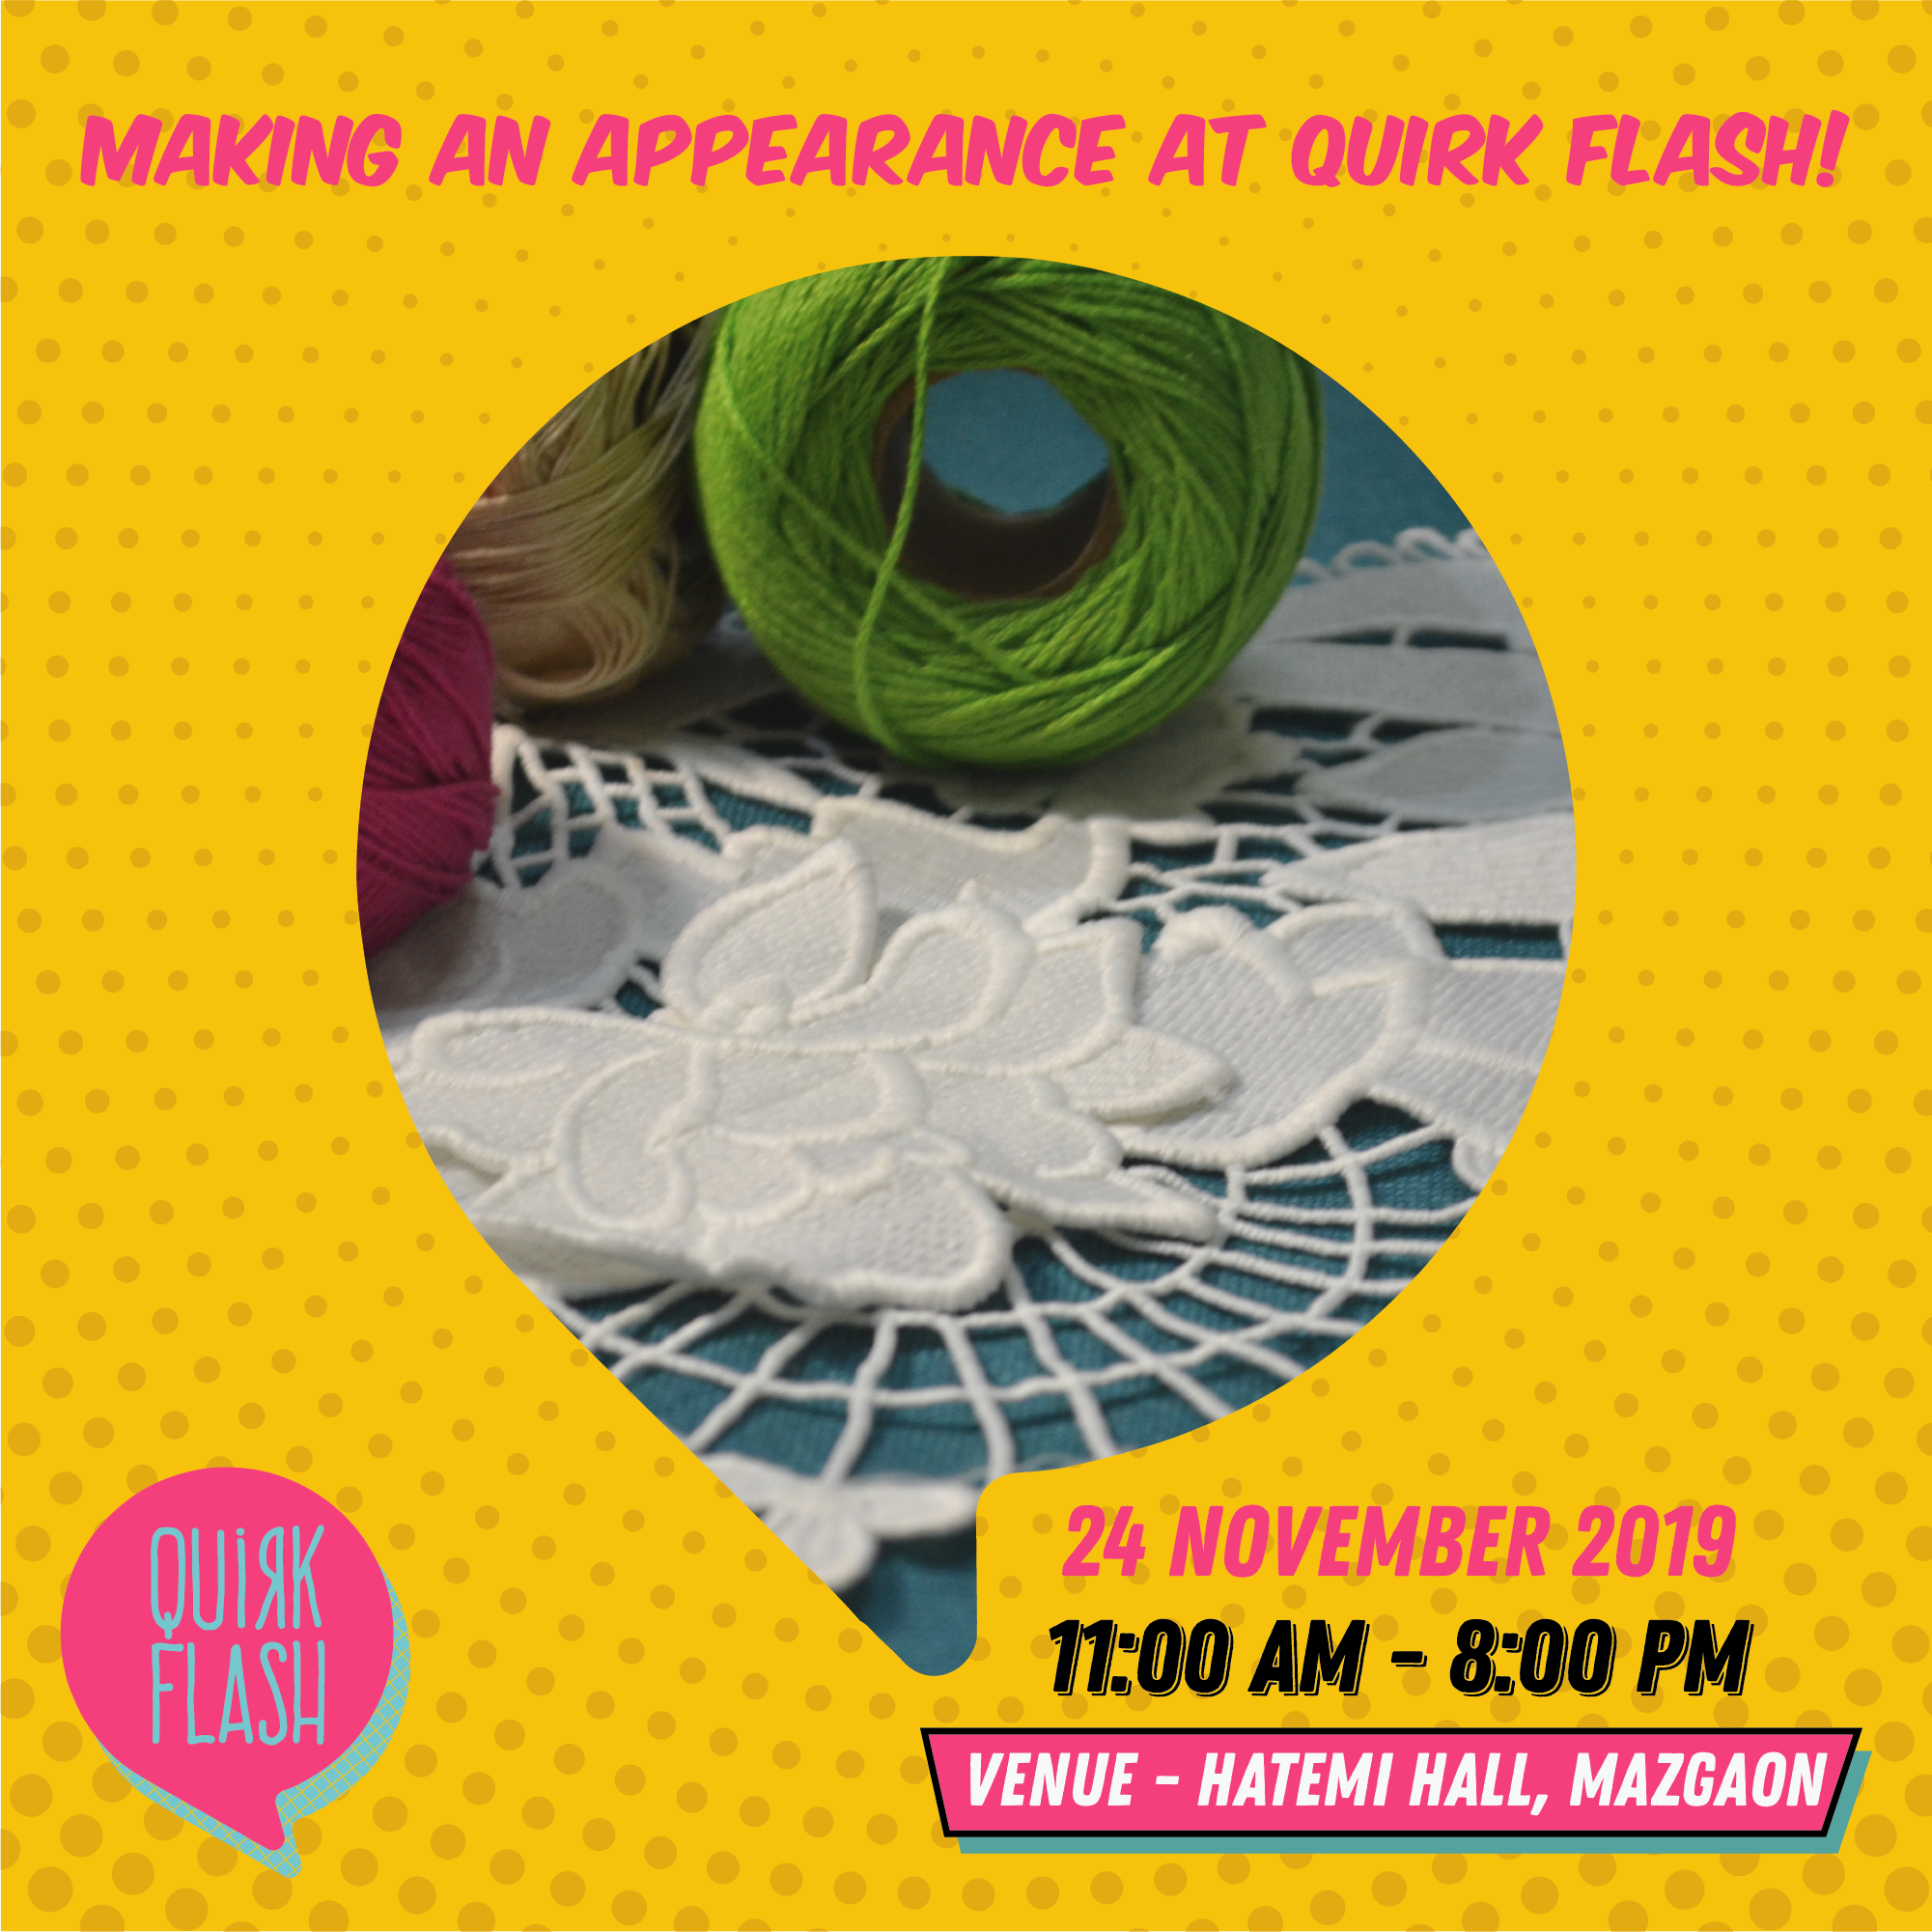 MAKING AN APPEARANCE AT QUIRK FLASH!
24 NOVEMBER 2019
11:00 AM - 8:00 PM
VENUE - HATEMI HALL, MAZGAON
QUIRK
FLASH